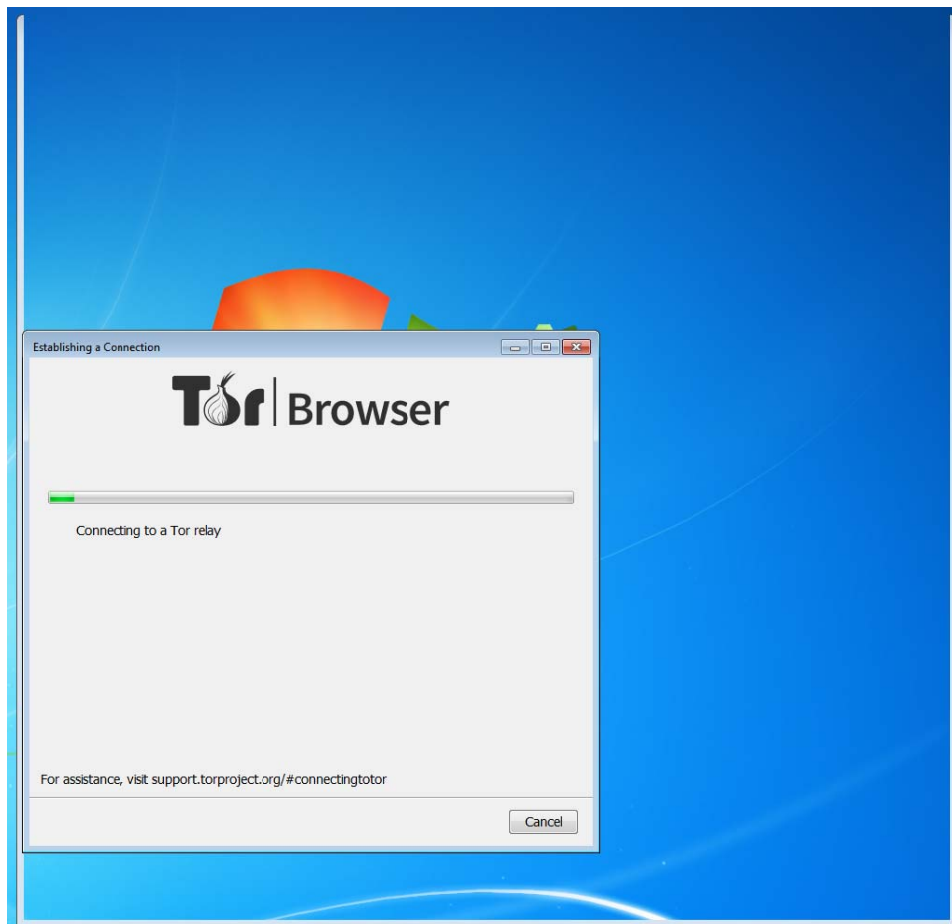 Establishing a Connection
Tor Browser
Connecting to a Tor relay
For assistance, visit support.torproject.org/#connectingtotor
Cancel